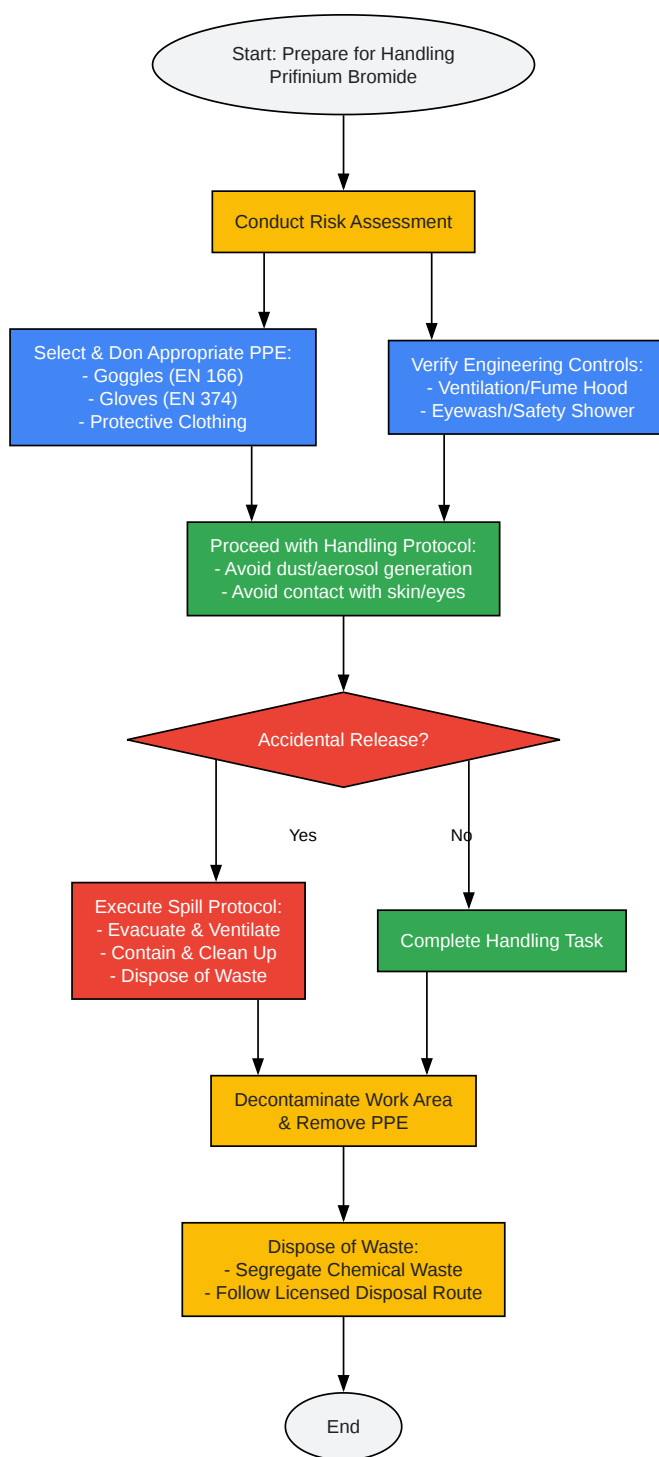 Start: Prepare for Handling
Prifinium Bromide
Conduct Risk Assessment
Select & Don Appropriate PPE:
- Goggles (EN 166)
- Gloves (EN 374)
- Protective Clothing
Verify Engineering Controls:
- Ventilation/Fume Hood
- Eyewash/Safety Shower
Proceed with Handling Protocol:
- Avoid dust/aerosol generation
- Avoid contact with skin/eyes
Accidental Release?
Yes
No
Execute Spill Protocol:
- Evacuate & Ventilate
- Contain & Clean Up
- Dispose of Waste
Complete Handling Task
Decontaminate Work Area
& Remove PPE
Dispose of Waste:
- Segregate Chemical Waste
- Follow Licensed Disposal Route
End